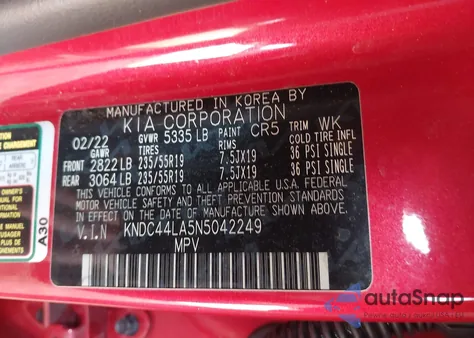 MANUFACTURED IN KOREA BY
KIA CORPORATION
02/22 GVWR 5335 LB PAINT CR5 TRIM WK
GAWR TIRES RIMS COLD TIRE INFL
FRONT 2822 LB 235/55R19 7.5JX19 36 PSI SINGLE
REAR 3064 LB 235/55R19 7.5JX19 36 PSI SINGLE
THIS VEHICLE CONFORMS TO ALL APPLICABLE U.S.A. FEDERAL
MOTOR VEHICLE SAFETY AND THEFT PREVENTION STANDARDS
IN EFFECT ON THE DATE OF MANUFACTURE SHOWN ABOVE.
V.I.N KNDC44LA5N5042249
MPV
A30
OWNER'S
MANUAL
autoSnap